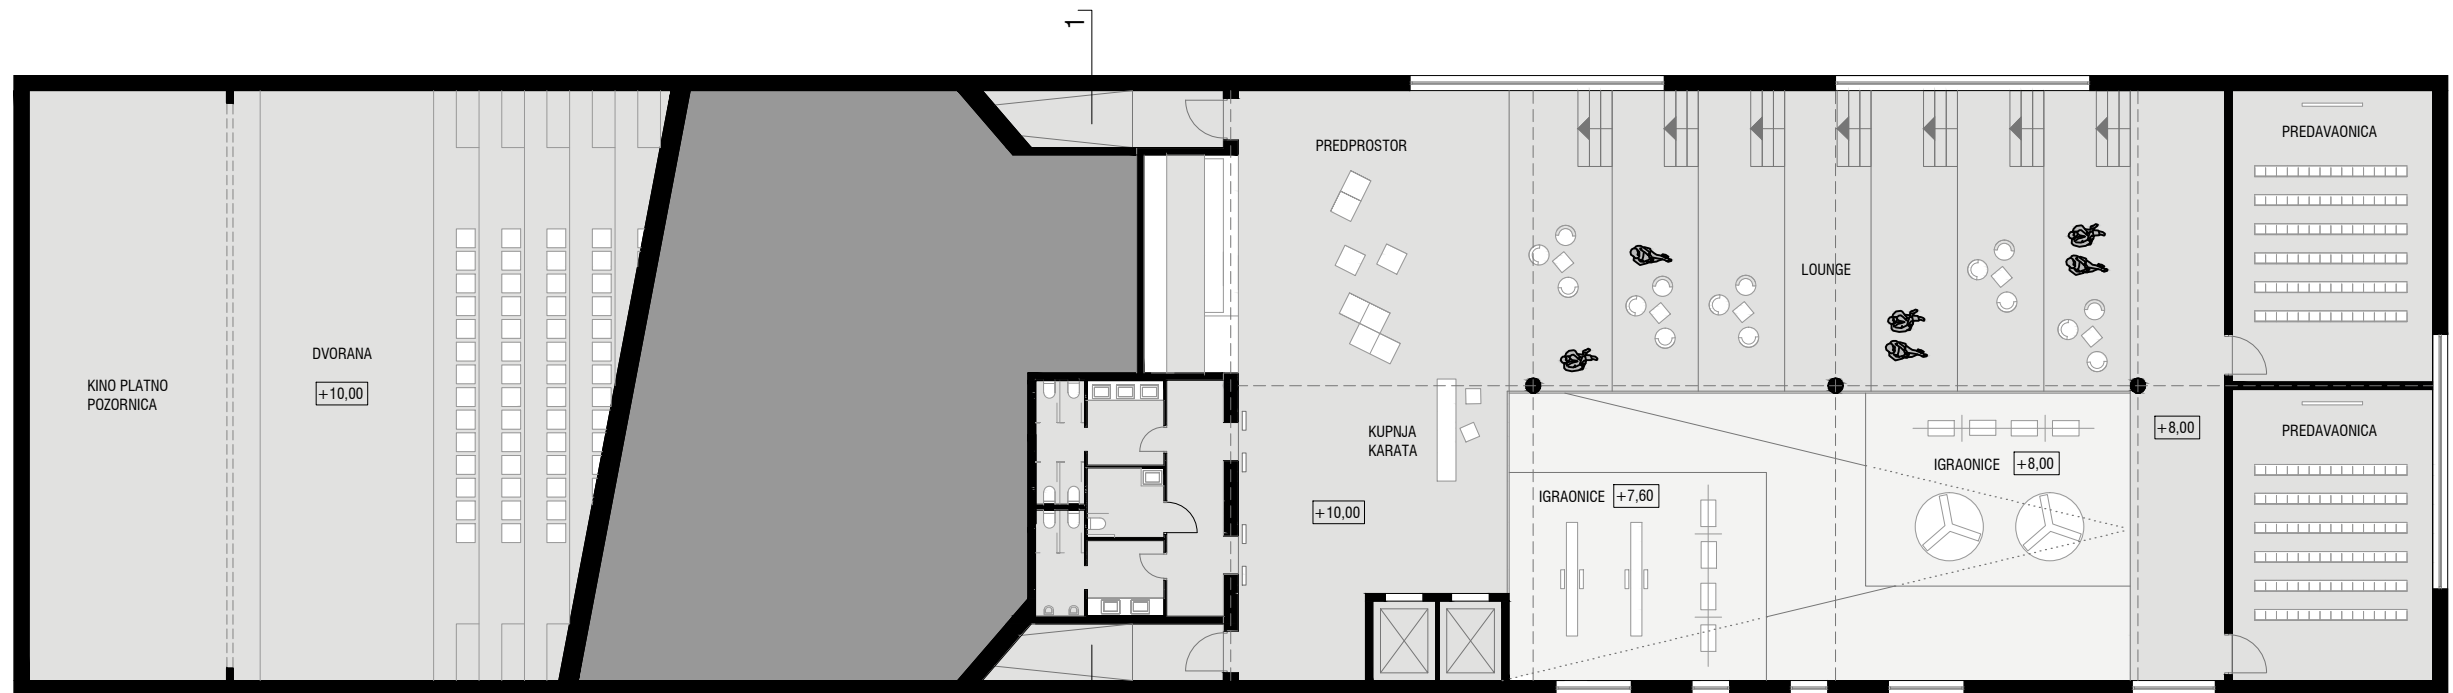 1
PREDPROSTOR
PREDAVAONICA
LOUNGE
DVORANA
+10,00
KINO PLATNO
POZORNICA
KUPNJA
KARATA
+8,00
PREDAVAONICA
IGRAONICE +8,00
IGRAONICE +7,60
+10,00